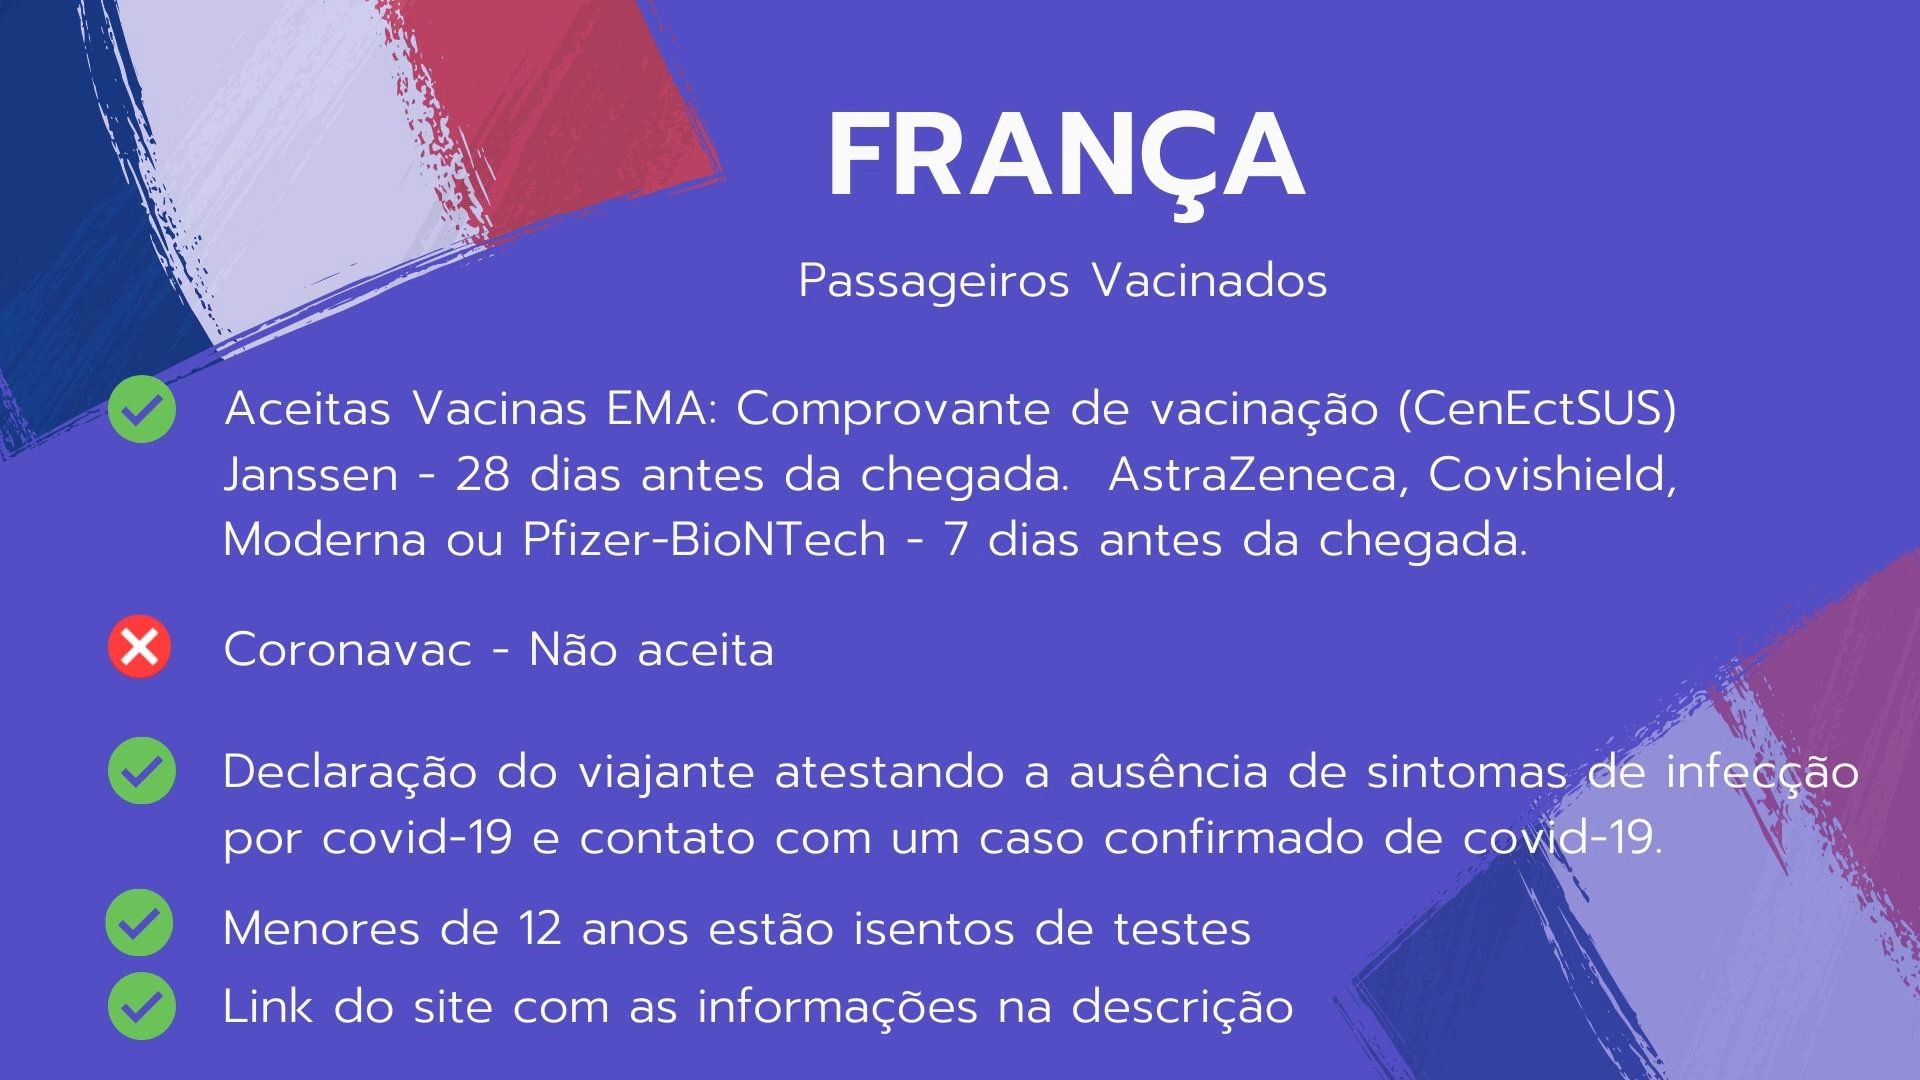 FRANÇA
Passageiros Vacinados
Aceitas Vacinas EMA: Comprovante de vacinação (CenEctSUS)
Janssen - 28 dias antes da chegada.  AstraZeneca, Covishield,
Moderna ou Pfizer-BioNTech - 7 dias antes da chegada.
Coronavac - Não aceita
Declaração do viajante atestando a ausência de sintomas de infecção
por covid-19 e contato com um caso confirmado de covid-19.
Menores de 12 anos estão isentos de testes
Link do site com as informações na descrição